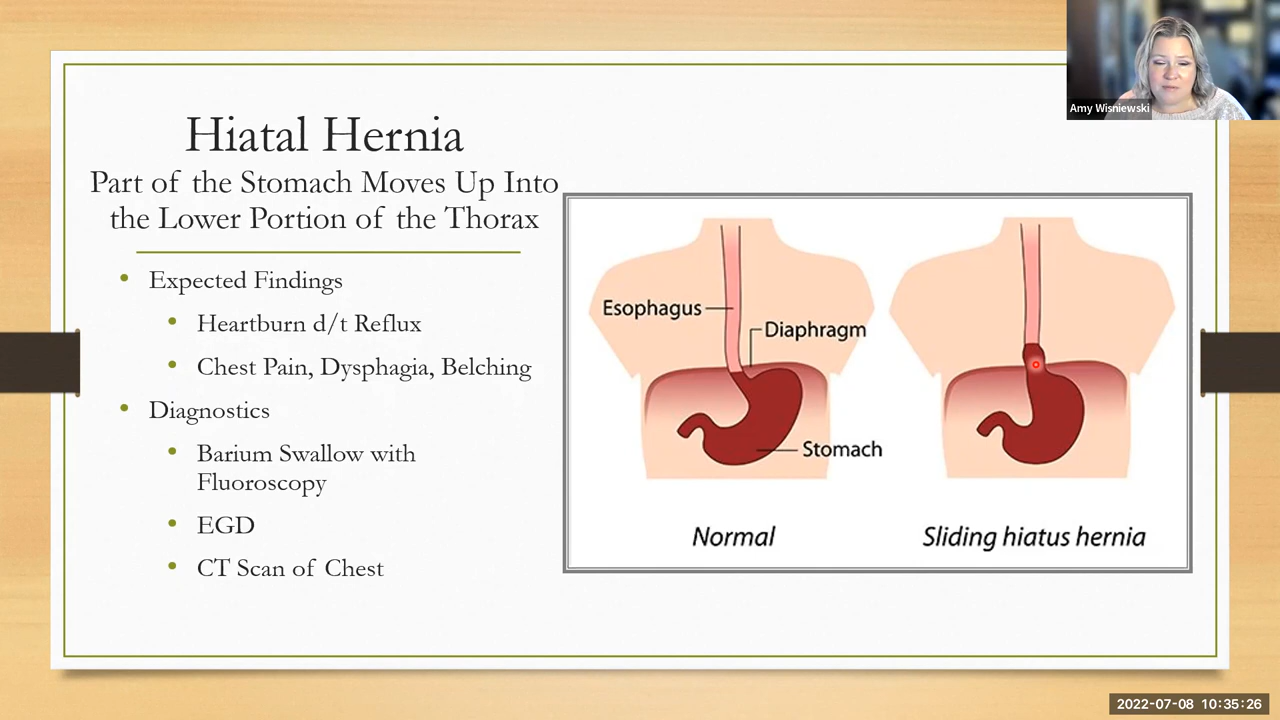 Amy Wisniewski
Hiatal Hernia
Part of the Stomach Moves Up Into
the Lower Portion of the Thorax
• Expected Findings
• Heartburn d/t Reflux
• Chest Pain, Dysphagia, Belching
• Diagnostics
• Barium Swallow with
Fluoroscopy
• EGD
• CT Scan of Chest
Esophagus
Diaphragm
Stomach
Normal
Sliding hiatus hernia
2022-07-08 10:35:26